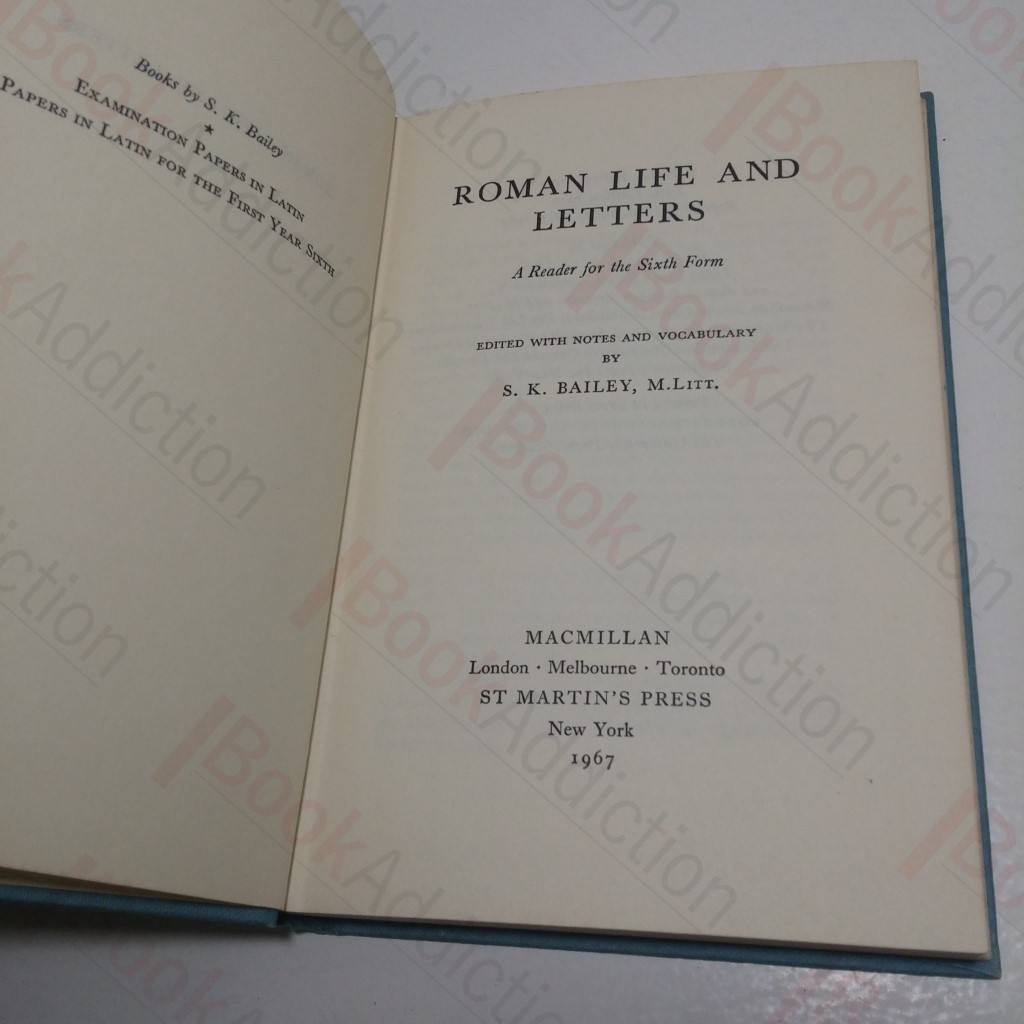 Books by S. K. Bailey
★
EXAMINATION PAPERS IN LATIN
PAPERS IN LATIN FOR THE FIRST YEAR SIXTH
ROMAN LIFE AND
LETTERS
A Reader for the Sixth Form
EDITED WITH NOTES AND VOCABULARY
BY
S. K. BAILEY, M.LITT.
MACMILLAN
London · Melbourne · Toronto
ST MARTIN'S PRESS
New York
1967
BookAddiction